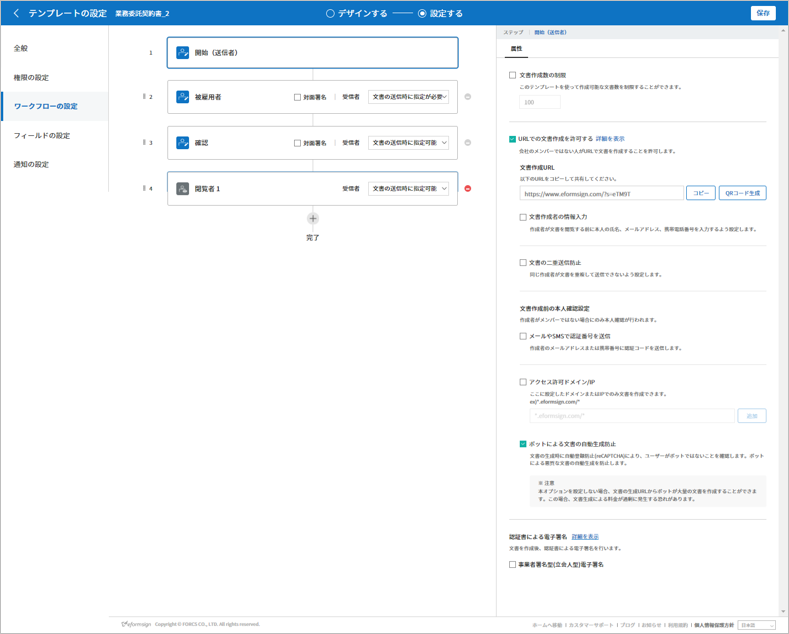 テンプレートの設定 業務委託契約書_2 デザインする 設定する 保存
全般
権限の設定
ワークフローの設定
フィールドの設定
通知の設定
1 開始（送信者）
2 被雇用者 対面署名 受信者 文書の送信時に指定が必要
3 確認 対面署名 受信者 文書の送信時に指定可能
4 閲覧者 1 受信者 文書の送信時に指定可能
完了
ステップ 開始（送信者）
属性
文書作成数の制限
このテンプレートを使って作成可能な文書数を制限することができます。
100
URLでの文書作成を許可する 詳細を表示
会社のメンバーではない人がURLで文書を作成することを許可します。
文書作成URL
以下のURLをコピーして共有してください。
https://www.eformsign.com/?s=eTM9T コピー QRコード生成
文書作成者の情報入力
作成者が文書を閲覧する前に本人の氏名、メールアドレス、携帯電話番号を入力するよう設定します。
文書の二重送信防止
同じ作成者が文書を重複して送信できないよう設定します。
文書作成前の本人確認設定
作成者がメンバーではない場合にのみ本人確認が行われます。
メールやSMSで認証番号を送信
作成者のメールアドレスまたは携帯番号に認証コードを送信します。
アクセス許可ドメイン/IP
ここに設定したドメインまたはIPでのみ文書を作成できます。
ex)*.eformsign.com/*
*.eformsign.com/* 追加
ボットによる文書の自動生成防止
文書の生成時に自動登録防止(reCAPTCHA)により、ユーザーがボットではないことを確認します。ボット
による悪質な文書の自動生成を防止します。
※ 注意
本オプションを設定しない場合、文書の生成URLからボットが大量の文書を作成することができま
す。この場合、文書生成による料金が過剰に発生する恐れがあります。
認証書による電子署名 詳細を表示
文書を作成後、認証書による電子署名を行います。
事業者署名型(立会人型)電子署名
eformsign Copyright © FORCS CO., LTD. All rights reserved.
ホームへ移動 | カスタマーサポート | ブログ | お知らせ | 利用規約 | 個人情報保護方針 日本語